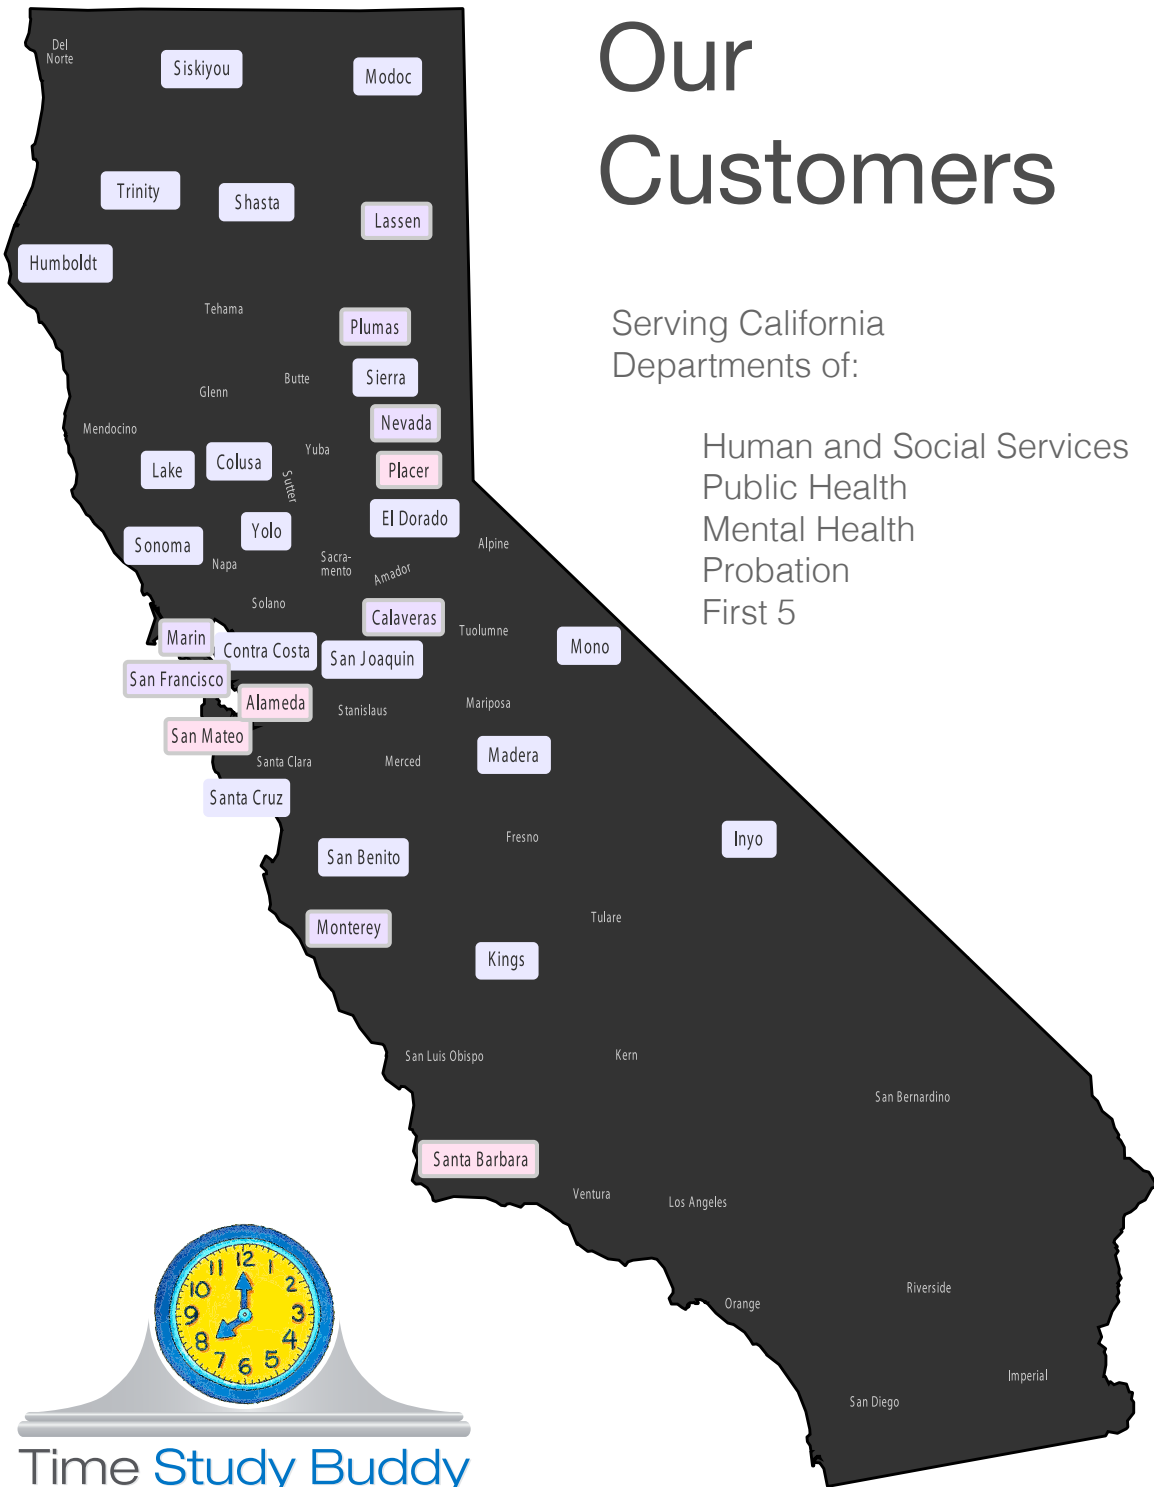 Our
Customers
Serving California
Departments of:
Human and Social Services
Public Health
Mental Health
Probation
First 5
Del
Norte
Siskiyou
Modoc
Trinity
Shasta
Lassen
Humboldt
Tehama
Plumas
Sierra
Butte
Glenn
Nevada
Mendocino
Yuba
Lake
Colusa
Placer
Sutter
El Dorado
Yolo
Sonoma
Alpine
Napa
Sacra-
mento
Amador
Solano
Calaveras
Tuolumne
Marin
Contra Costa
San Joaquin
Mono
San Francisco
Alameda
Stanislaus
Mariposa
San Mateo
Santa Clara
Merced
Madera
Santa Cruz
Fresno
Inyo
San Benito
Tulare
Monterey
Kings
San Luis Obispo
Kern
San Bernardino
Santa Barbara
Ventura
Los Angeles
Riverside
Orange
Imperial
San Diego
12
1
2
3
4
5
6
7
8
9
10
11
Time Study Buddy